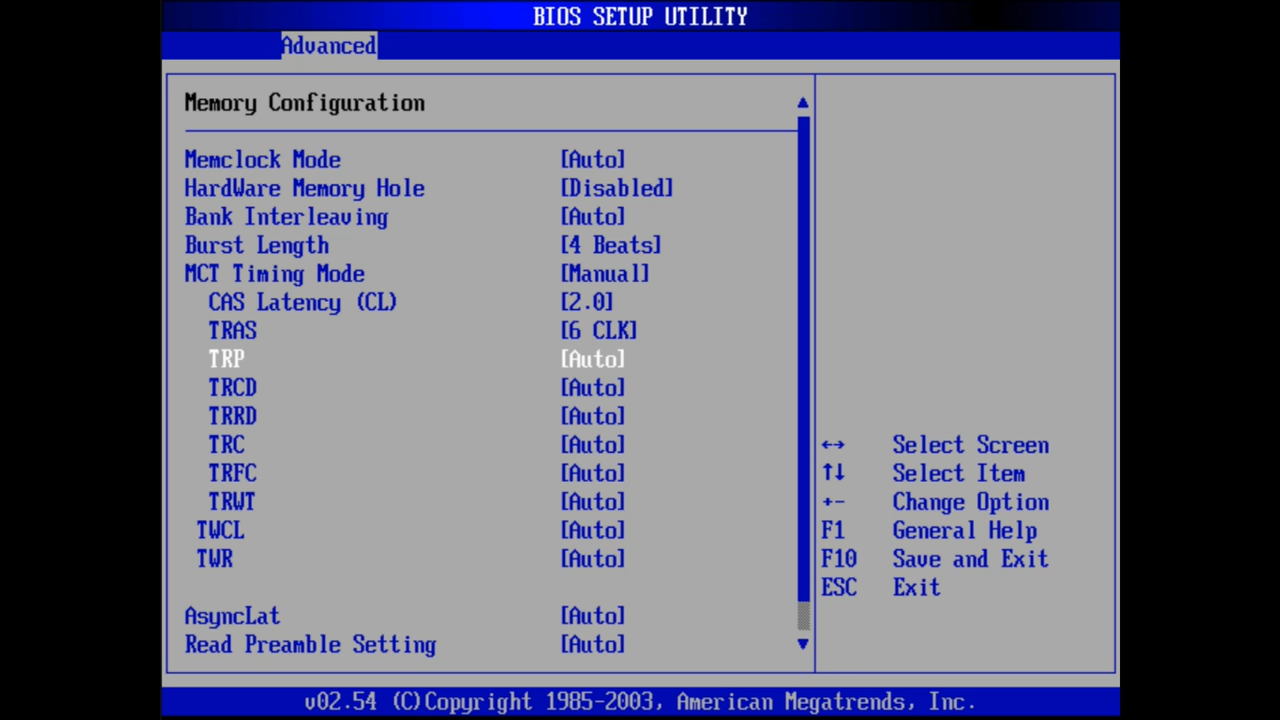 BIOS SETUP UTILITY
Advanced
Memory Configuration
Memclock Mode [Auto]
HardWare Memory Hole [Disabled]
Bank Interleaving [Auto]
Burst Length [4 Beats]
MCT Timing Mode [Manual]
CAS Latency (CL) [2.0]
TRAS [6 CLK]
TRP [Auto]
TRCD [Auto]
TRRD [Auto]
TRC [Auto]
TRFC [Auto]
TRWT [Auto]
TWCL [Auto]
TWR [Auto]
AsyncLat [Auto]
Read Preamble Setting [Auto]
←→ Select Screen
↑↓ Select Item
+- Change Option
F1 General Help
F10 Save and Exit
ESC Exit
v02.54 (C)Copyright 1985-2003, American Megatrends, Inc.